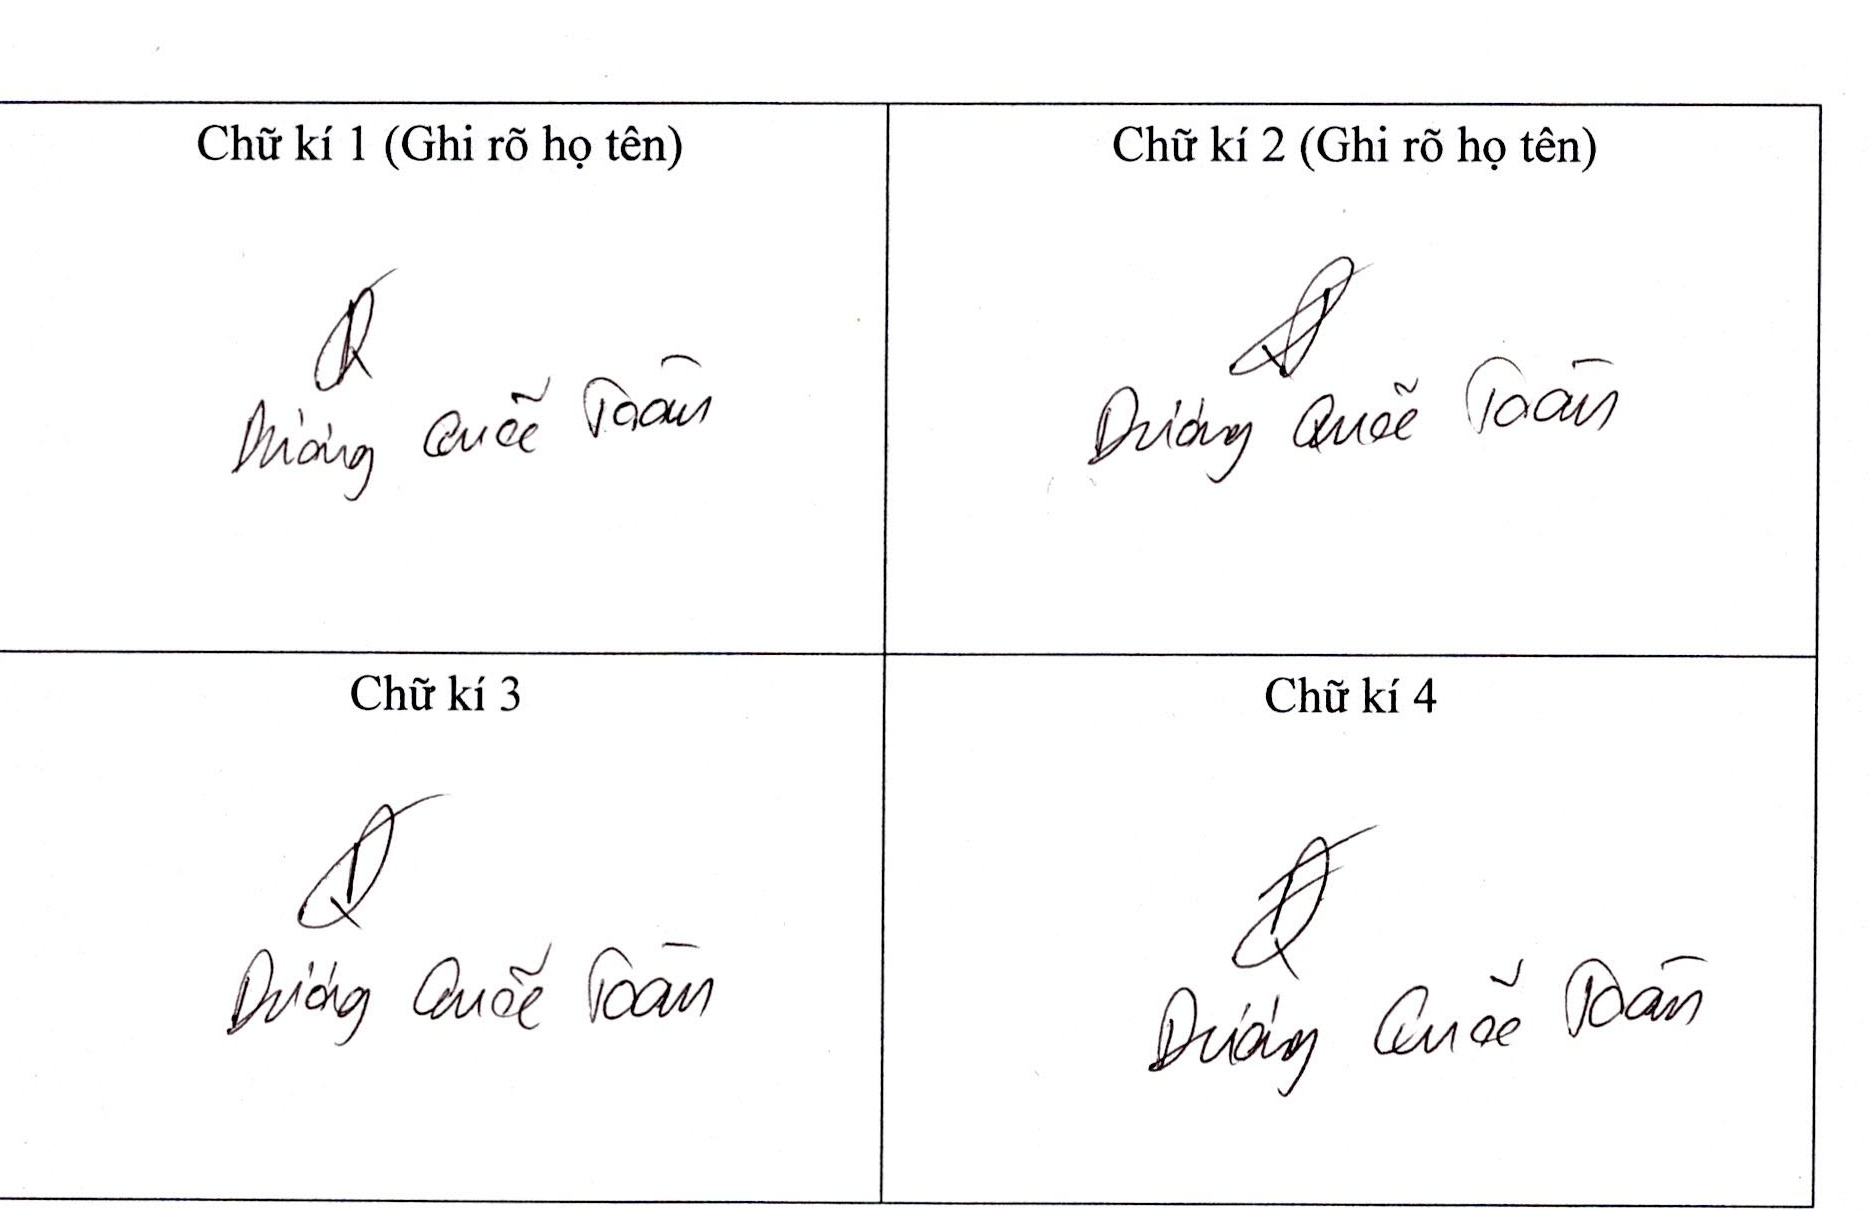 Chữ kí 1 (Ghi rõ họ tên)
Dương Quốc Toàn
Chữ kí 2 (Ghi rõ họ tên)
Dương Quốc Toàn
Chữ kí 3
Dương Quốc Toàn
Chữ kí 4
Dương Quốc Toàn